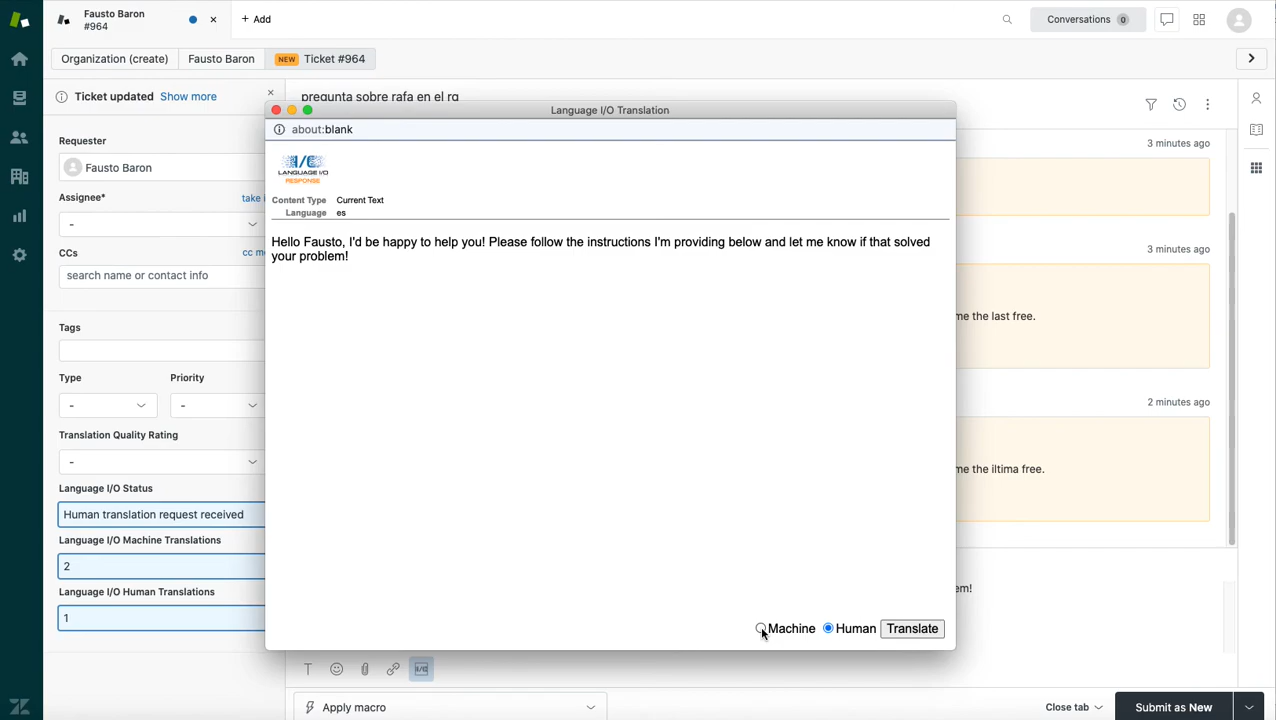 Fausto Baron
#964
+ Add
Conversations 0
Organization (create)
Fausto Baron
NEW Ticket #964
Ticket updated Show more
pregunta sobre rafa en el rg
Language I/O Translation
about:blank
I/O
LANGUAGE I/O
RESPONSE
Content Type Current Text
Language es
Hello Fausto, I'd be happy to help you! Please follow the instructions I'm providing below and let me know if that solved
your problem!
Machine Human Translate
Requester
Fausto Baron
Assignee*
take i
-
CCs
cc me
search name or contact info
Tags
Type Priority
- -
Translation Quality Rating
-
Language I/O Status
Human translation request received
Language I/O Machine Translations
2
Language I/O Human Translations
1
3 minutes ago
3 minutes ago
me the last free.
2 minutes ago
me the iltima free.
m!
T
I/O
Apply macro
Close tab
Submit as New